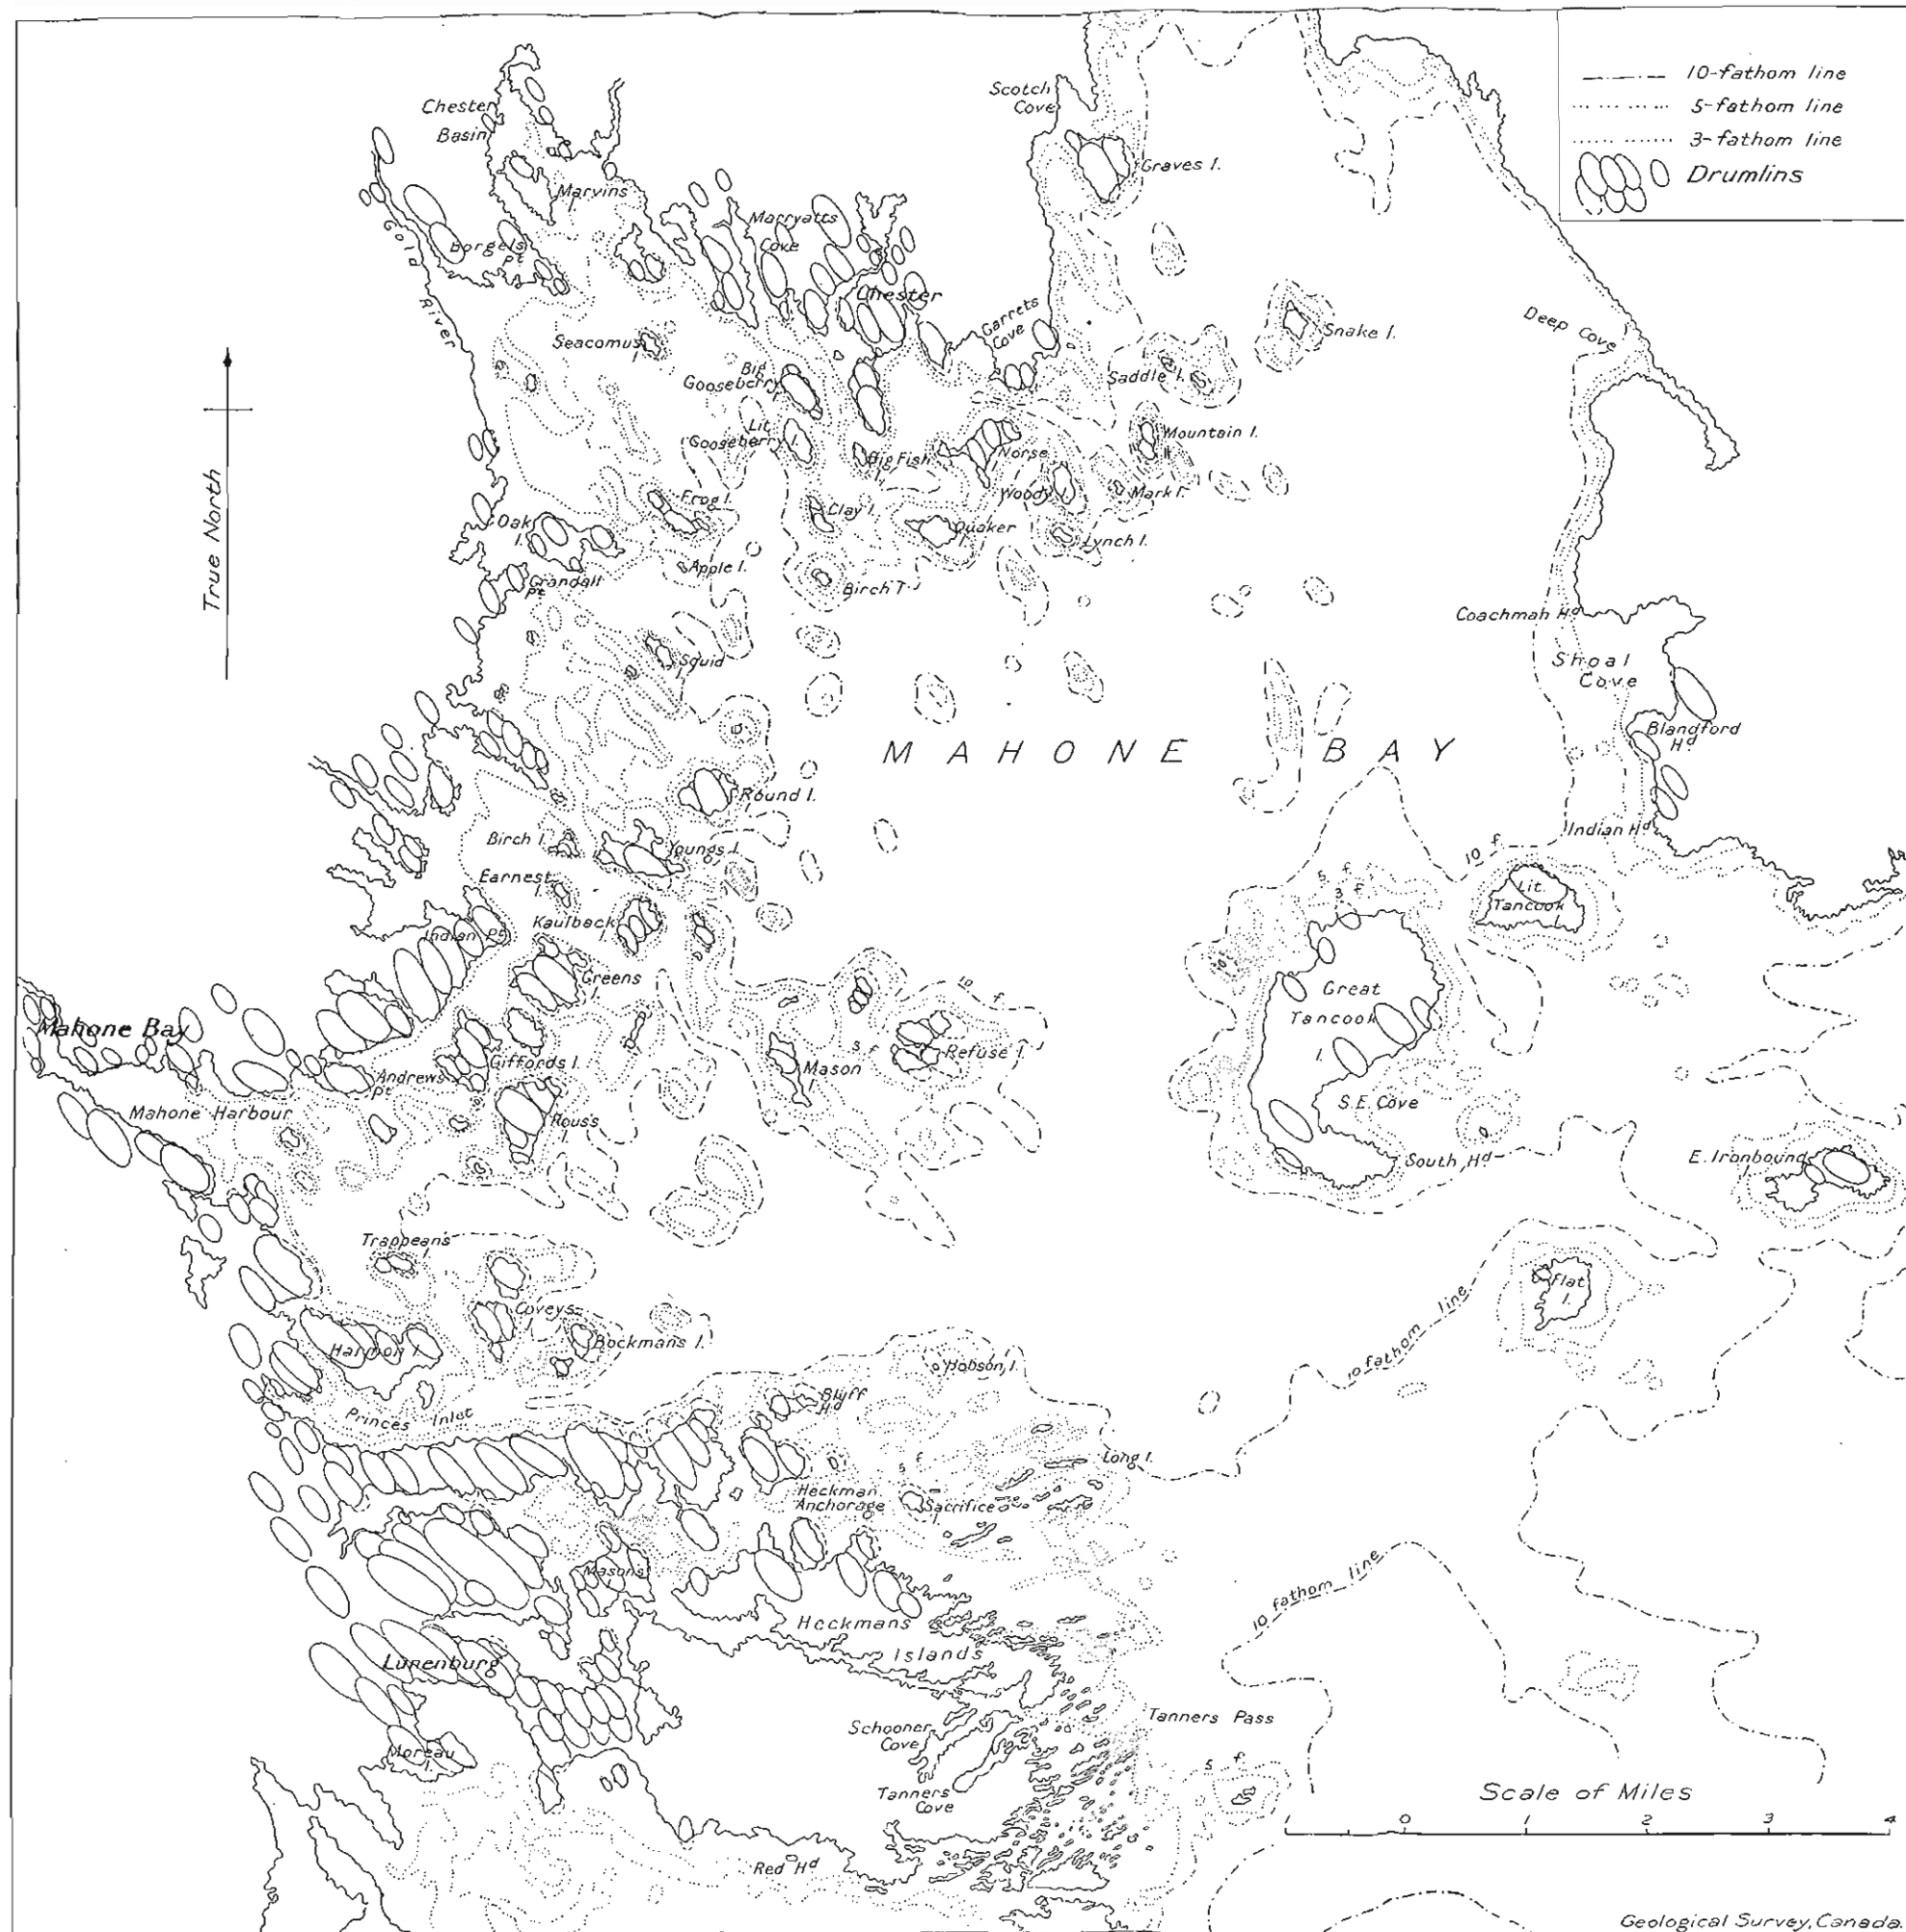 10-fathom line
5-fathom line
3-fathom line
Drumlins
Scotch
Cove
Chester
Basin
Graves I.
Marvins
I.
Marryatts
Cove
Gold River
Borgels
Pt
Chester
Garrets
Cove
Snake I.
Deep Cove
Seacomus
I.
Big
Gooseberry
I.
Saddle I.
Lit.
Gooseberry I.
Mountain I.
Big Fish
I.
Norse
Woody I.
Mark I.
True North
Frog I.
Clay I.
Oak
I.
Quaker
I.
Lynch I.
Apple I.
Crandall
Pt
Birch I
Coachmah Hd
Squid
I.
Shoal
Cove
Blandford
Hd
MAHONE BAY
Round I.
Birch I.
Youngs I.
Indian Hd
10 f.
Earnest
I.
5 f.
3 f.
Lit.
Tancook
I.
Kaulback
I.
Indian Pt
Greens
I.
10 f.
Great
Tancook
I.
Mahone Bay
Giffords I.
3 f.
Refuse I.
Mason
I.
Andrews
Pt
Mahone Harbour
Rouss
I.
S.E. Cove
South Hd
E. Ironbound
I.
Trappeans
I.
Flat
I.
10 fathom line
Coveys
Harmon I.
Bockmans I.
Hobson I.
Bluff
Hd
Princes Inlet
5 f.
Long I.
Heckman
Anchorage
Sacrifice
I.
Masons
I.
10 fathom line
Heckmans
Islands
Lunenburg
Schooner
Cove
Tanners Pass
Moreau
I.
5 f.
Tanners
Cove
Scale of Miles
0 1 2 3 4
Red Hd
Geological Survey, Canada.